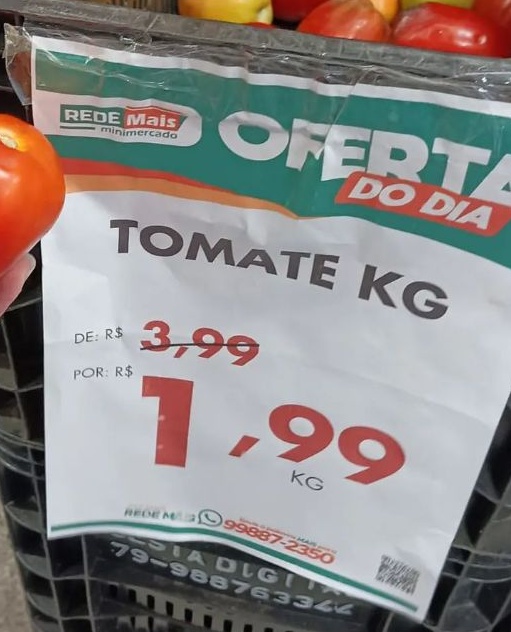 REDE Mais
minimercado
OFERTA
DO DIA
TOMATE KG
DE: R$ 3,99
POR: R$ 1,99
KG
REDE MAIS 99887-2350
79-98876334